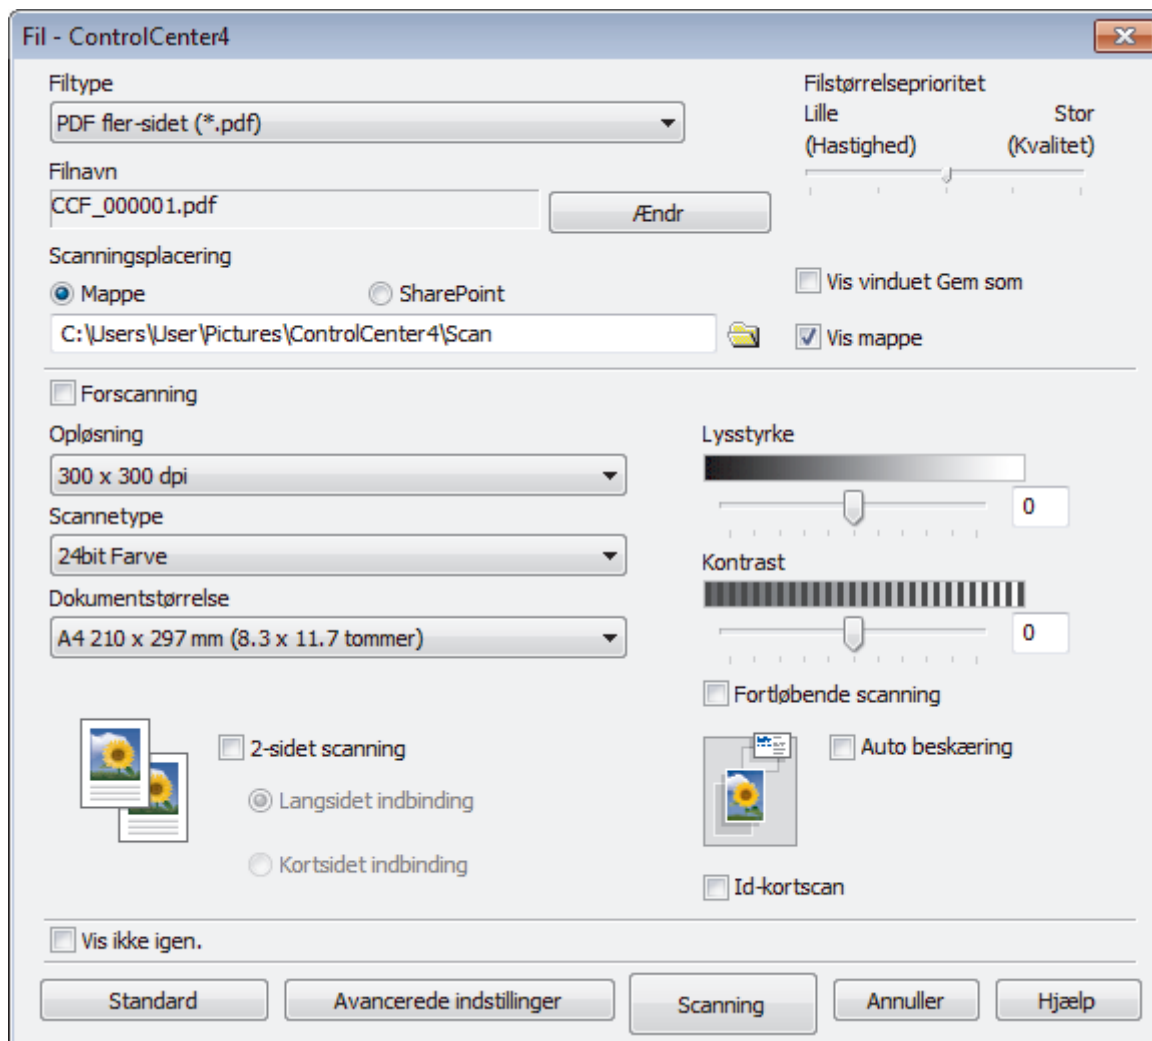 Fil - ControlCenter4
Filtype
PDF fler-sidet (*.pdf)
Filstørrelseprioritet
Lille Stor
(Hastighed) (Kvalitet)
Filnavn
CCF_000001.pdf
Ændr
Scanningsplacering
Mappe SharePoint
C:\Users\User\Pictures\ControlCenter4\Scan
Vis vinduet Gem som
Vis mappe
Forscanning
Opløsning
300 x 300 dpi
Scannetype
24bit Farve
Dokumentstørrelse
A4 210 x 297 mm (8.3 x 11.7 tommer)
Lysstyrke
0
Kontrast
0
Fortløbende scanning
2-sidet scanning
Langsidet indbinding
Kortsidet indbinding
Auto beskæring
Id-kortscan
Vis ikke igen.
Standard Avancerede indstillinger Scanning Annuller Hjælp